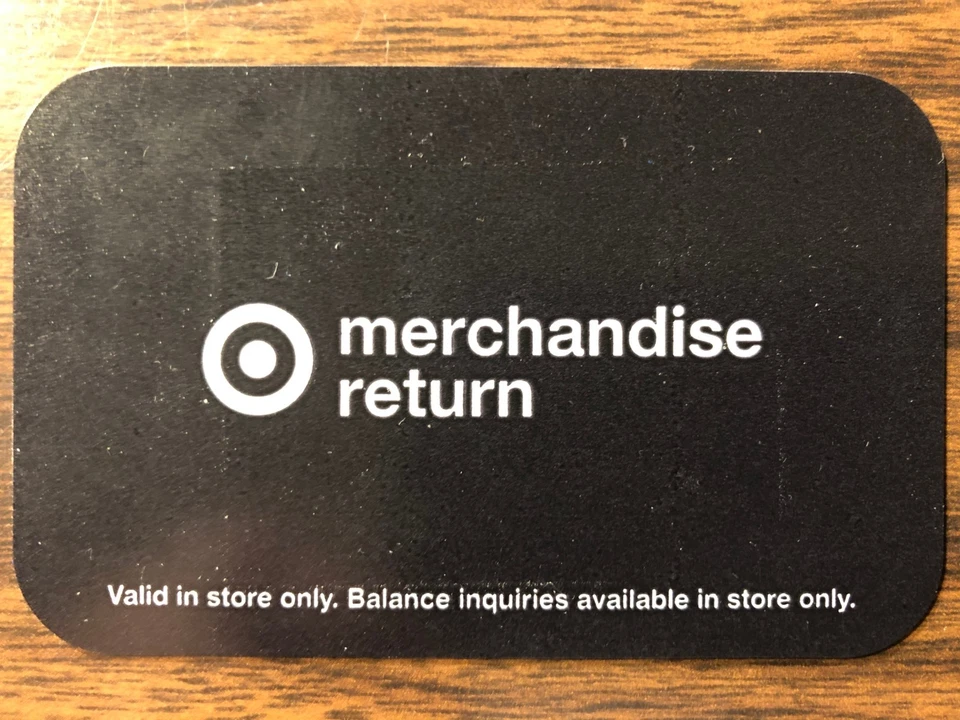 merchandise
return
Valid in store only. Balance inquiries available in store only.